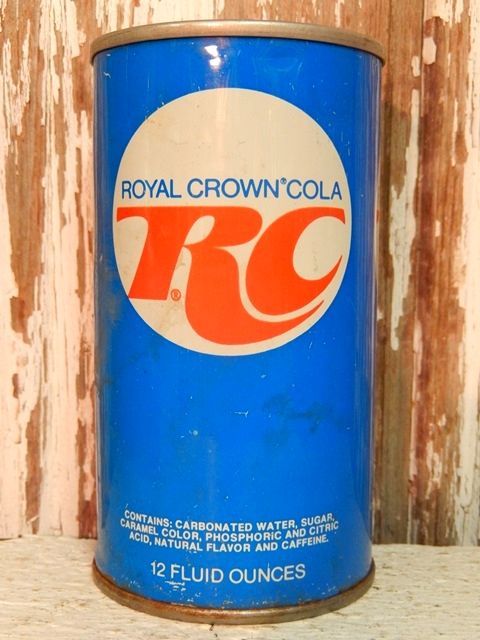 ROYAL CROWN® COLA
RC®
CONTAINS: CARBONATED WATER, SUGAR,
CARAMEL COLOR, PHOSPHORIC AND CITRIC
ACID, NATURAL FLAVOR AND CAFFEINE.
12 FLUID OUNCES